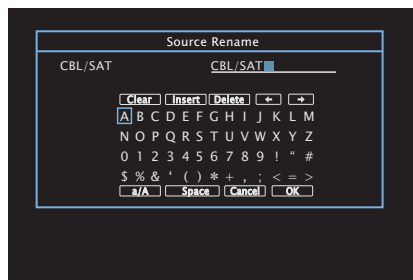 Source Rename
CBL/SAT CBL/SAT
Clear Insert Delete ← →
A B C D E F G H I J K L M
N O P Q R S T U V W X Y Z
0 1 2 3 4 5 6 7 8 9 ! “ #
$ % & ‘ ( ) * + , ; < = >
a/A Space Cancel OK